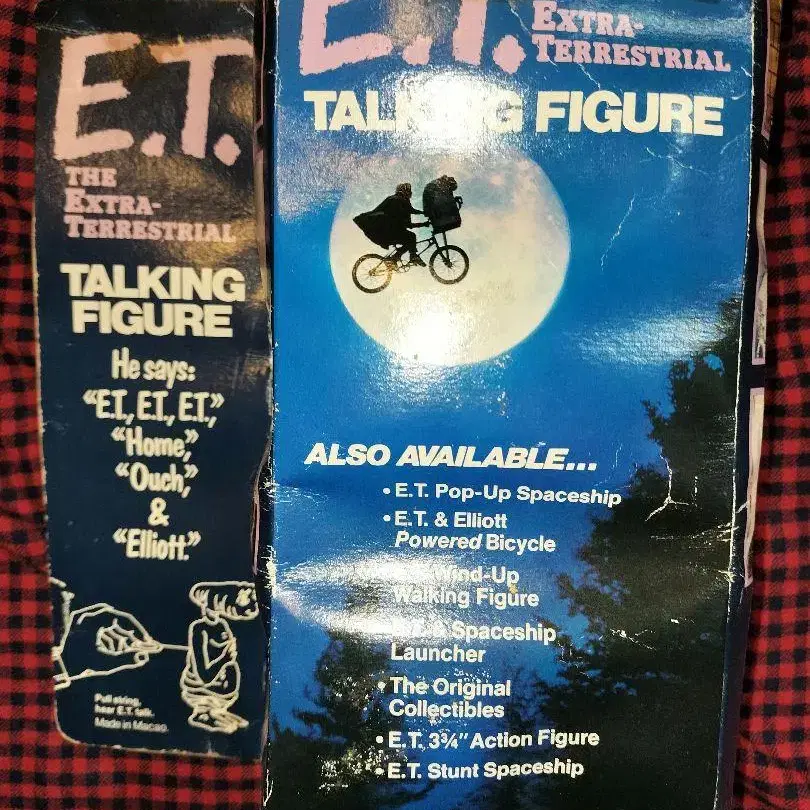 E.T.
THE
EXTRA-
TERRESTRIAL
TALKING
FIGURE
He says:
"E.T., E.T., E.T.,"
"Home,"
"Ouch,"
&
"Elliott."
Pull string,
hear E.T. talk.
Made in Macao.
E.T.
EXTRA-
TERRESTRIAL
TALKING FIGURE
ALSO AVAILABLE...
• E.T. Pop-Up Spaceship
• E.T. & Elliott
Powered Bicycle
Wind-Up
Walking Figure
Spaceship
Launcher
• The Original
Collectibles
• E.T. 3¾" Action Figure
• E.T. Stunt Spaceship